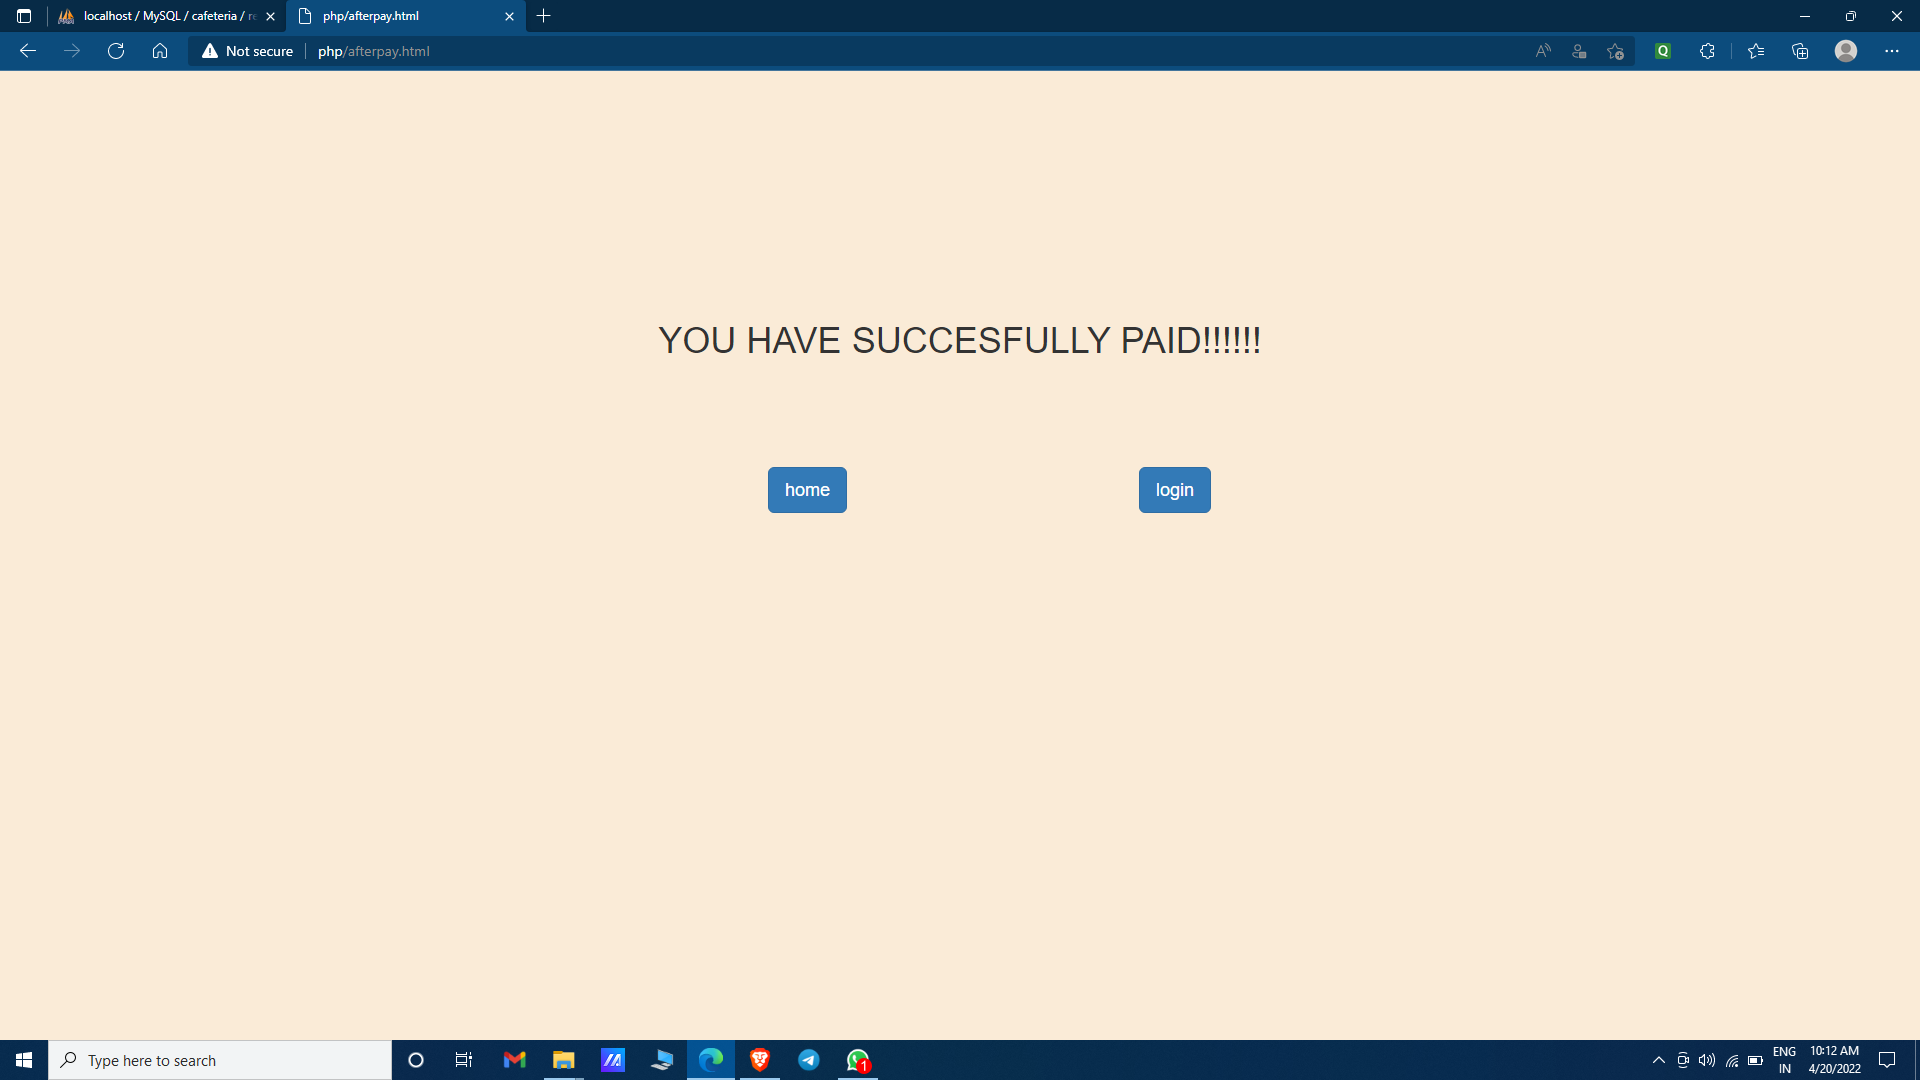 localhost / MySQL / cafeteria / re
php/afterpay.html
Not secure
php/afterpay.html
YOU HAVE SUCCESFULLY PAID!!!!!!
home
login
Type here to search
1
ENG
IN
10:12 AM
4/20/2022